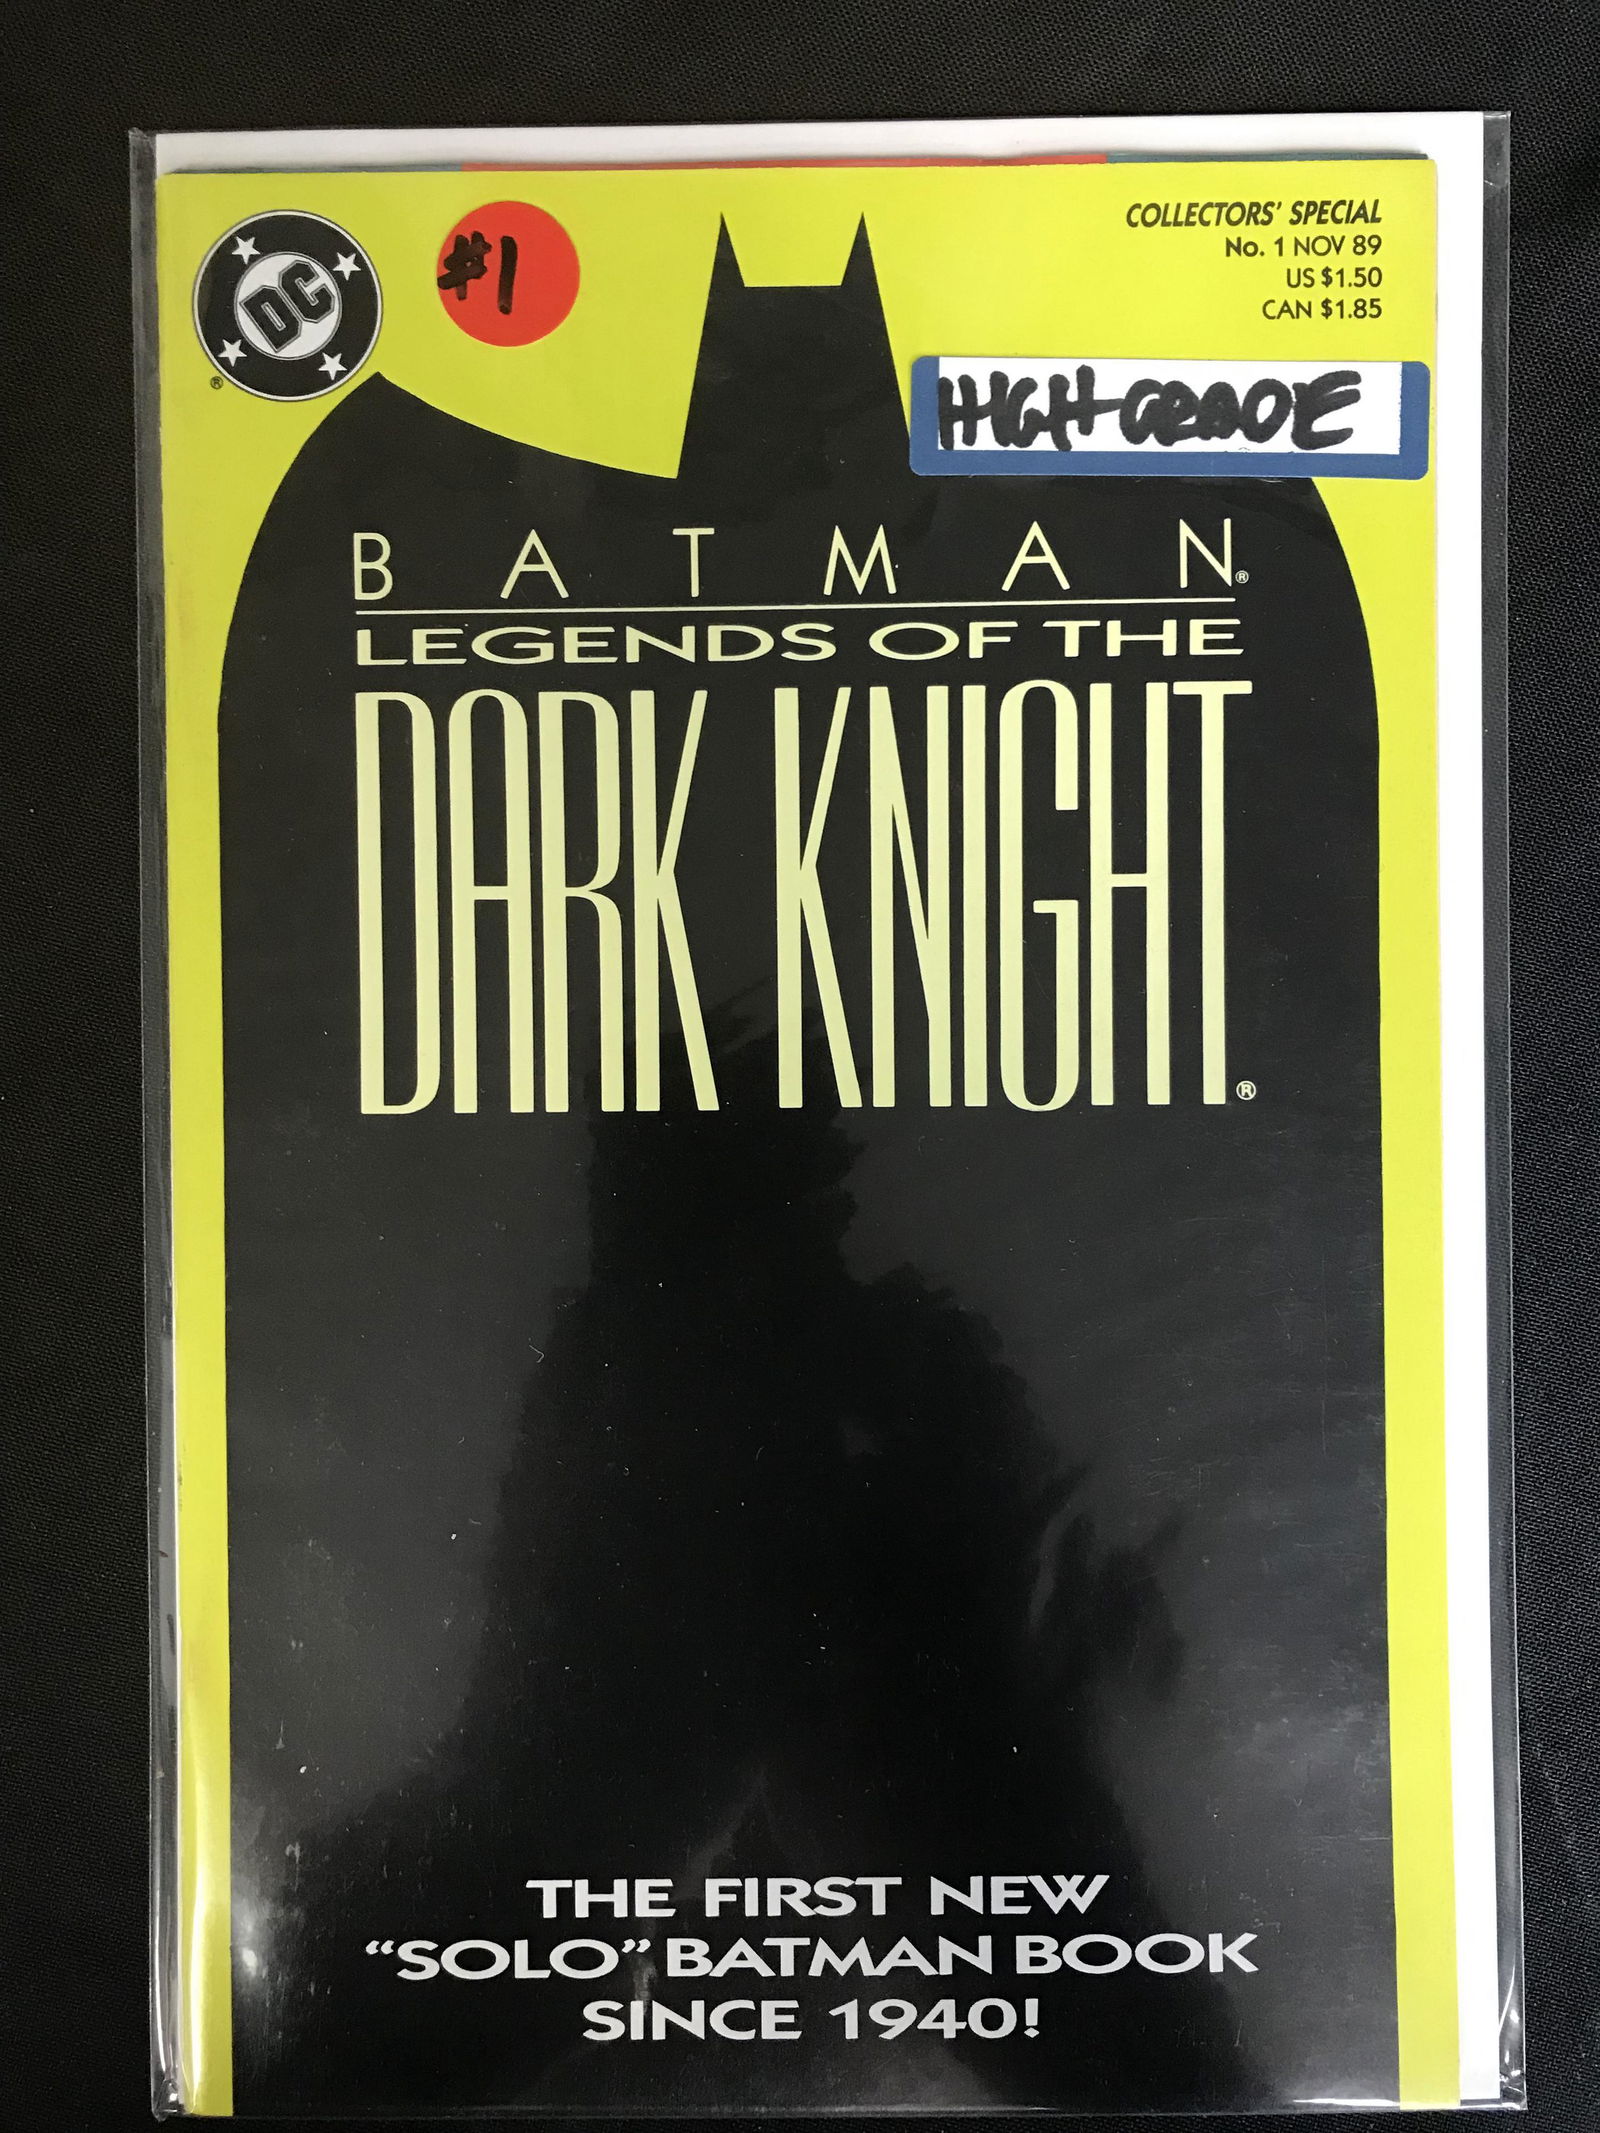 COLLECTORS' SPECIAL
No. 1 NOV 89
US $1.50
CAN $1.85
DC
®
#1
HIGH-GRADE
BATMAN®
LEGENDS OF THE
DARK KNIGHT®
THE FIRST NEW
“SOLO” BATMAN BOOK
SINCE 1940!